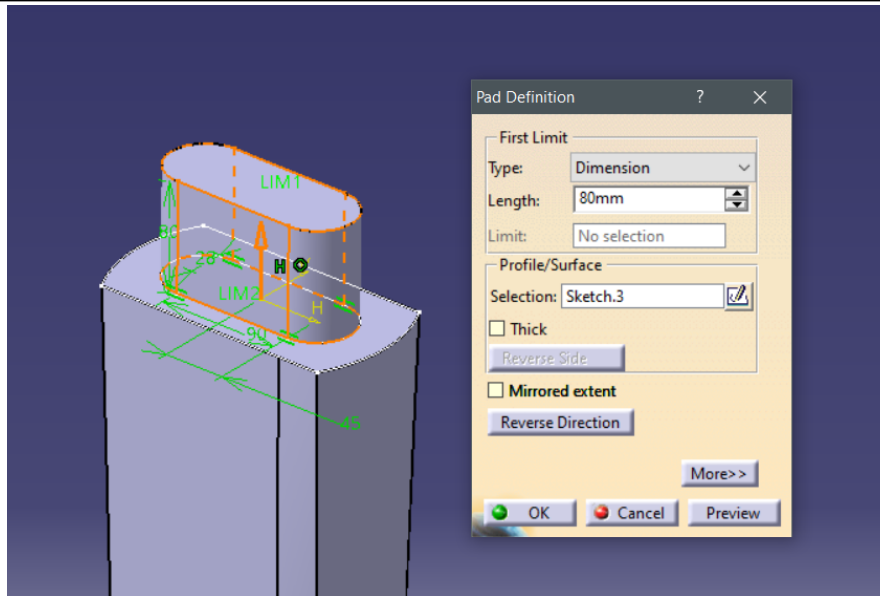 Pad Definition ? ×
First Limit
Type: Dimension
Length: 80mm
Limit: No selection
Profile/Surface
Selection: Sketch.3
Thick
Reverse Side
Mirrored extent
Reverse Direction
More>>
OK Cancel Preview
LIM1
80
28
H
LIM2
H
90
45